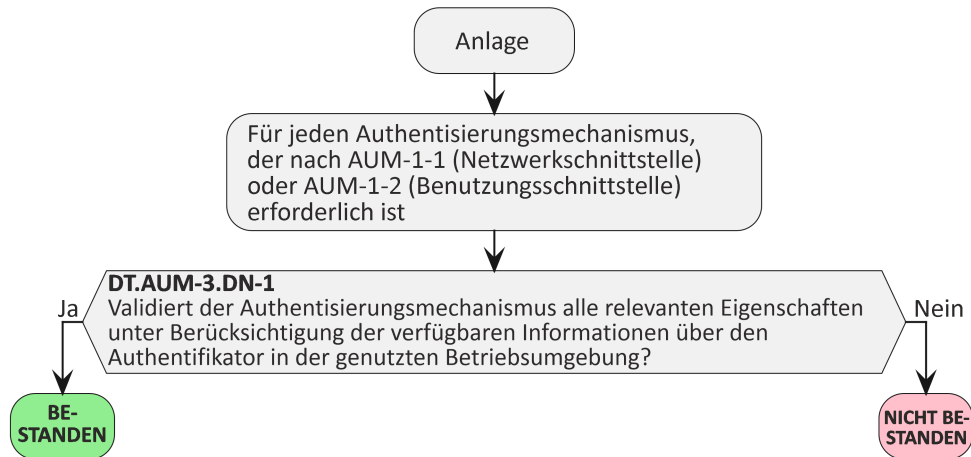 Anlage
Für jeden Authentisierungsmechanismus,
der nach AUM-1-1 (Netzwerkschnittstelle)
oder AUM-1-2 (Benutzungsschnittstelle)
erforderlich ist
DT.AUM-3.DN-1
Validiert der Authentisierungsmechanismus alle relevanten Eigenschaften
unter Berücksichtigung der verfügbaren Informationen über den
Authentifikator in der genutzten Betriebsumgebung?
Ja
Nein
BE-
STANDEN
NICHT BE-
STANDEN